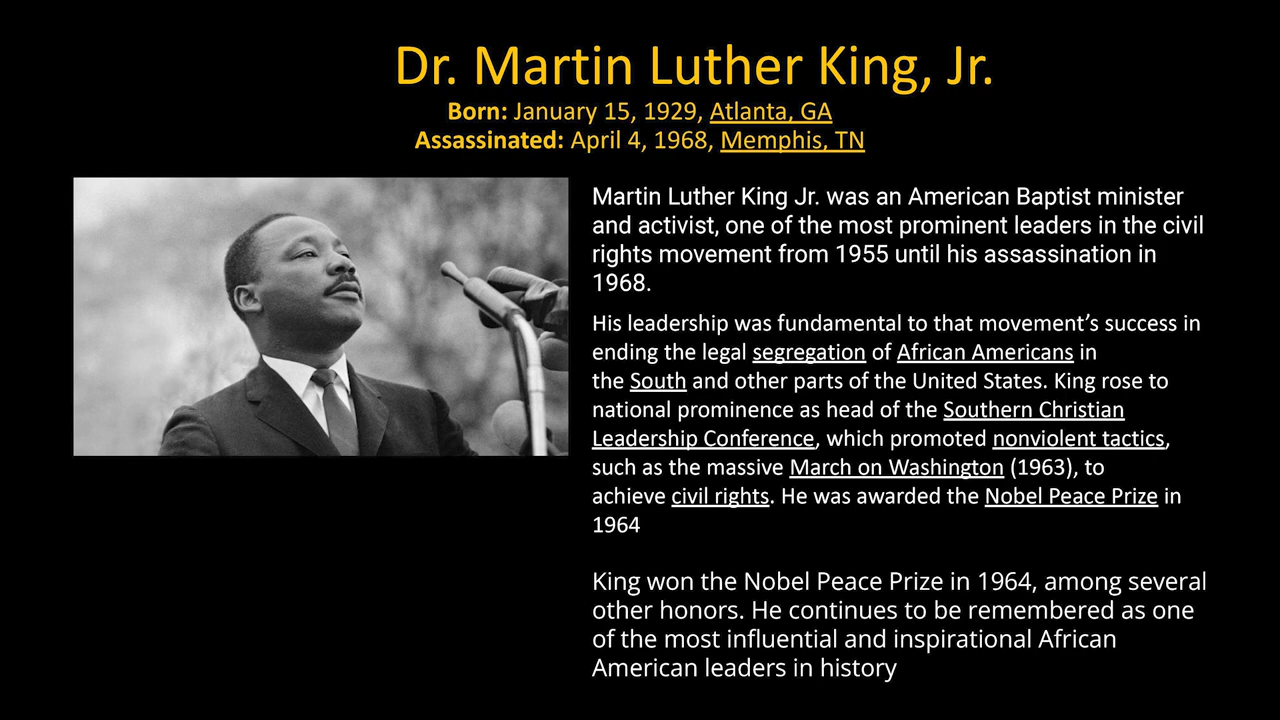 Dr. Martin Luther King, Jr.
Born: January 15, 1929, Atlanta, GA
Assassinated: April 4, 1968, Memphis, TN
Martin Luther King Jr. was an American Baptist minister
and activist, one of the most prominent leaders in the civil
rights movement from 1955 until his assassination in
1968.
His leadership was fundamental to that movement’s success in
ending the legal segregation of African Americans in
the South and other parts of the United States. King rose to
national prominence as head of the Southern Christian
Leadership Conference, which promoted nonviolent tactics,
such as the massive March on Washington (1963), to
achieve civil rights. He was awarded the Nobel Peace Prize in
1964
King won the Nobel Peace Prize in 1964, among several
other honors. He continues to be remembered as one
of the most influential and inspirational African
American leaders in history